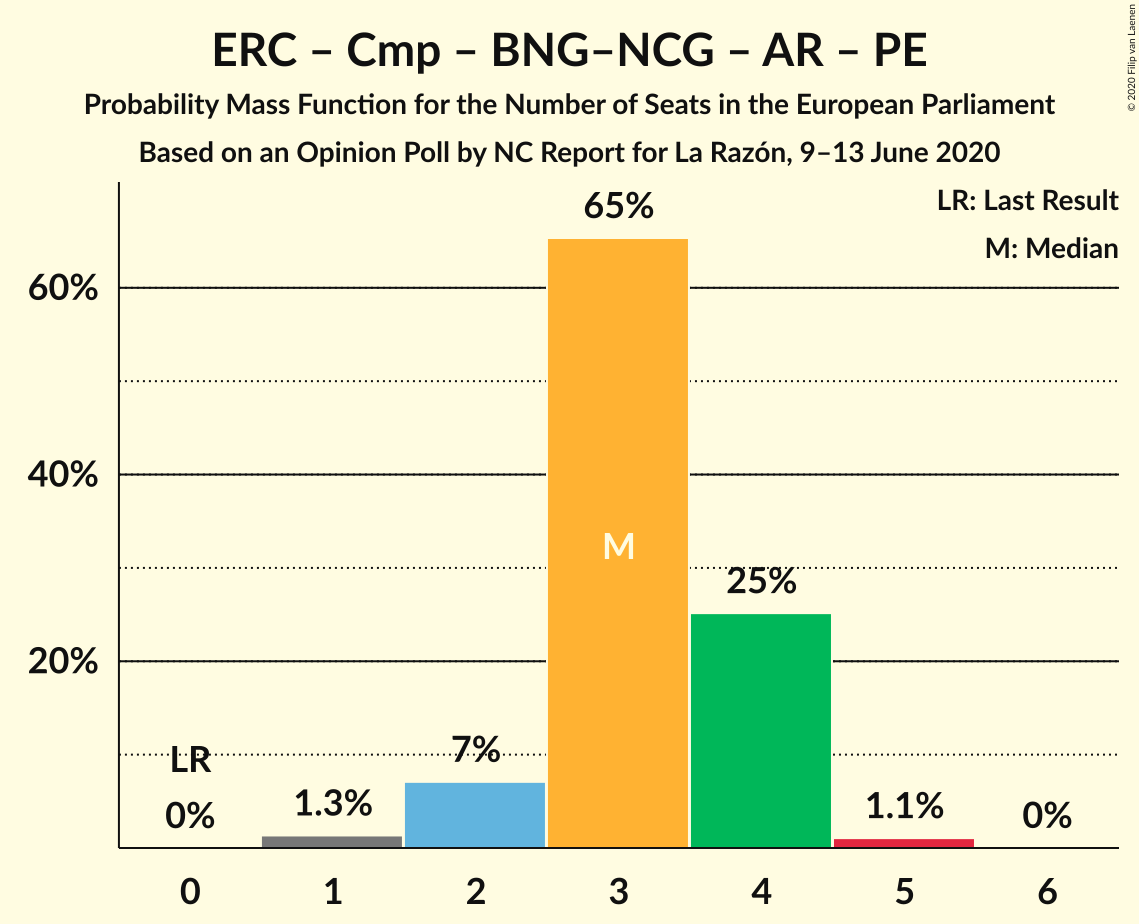 ERC – Cmp – BNG–NCG – AR – PE
Probability Mass Function for the Number of Seats in the European Parliament
Based on an Opinion Poll by NC Report for La Razón, 9–13 June 2020
© 2020 Filip van Laenen
LR: Last Result
M: Median
65%
60%
40%
M
25%
20%
LR
7%
0%
1.3%
1.1%
0%
0 1 2 3 4 5 6